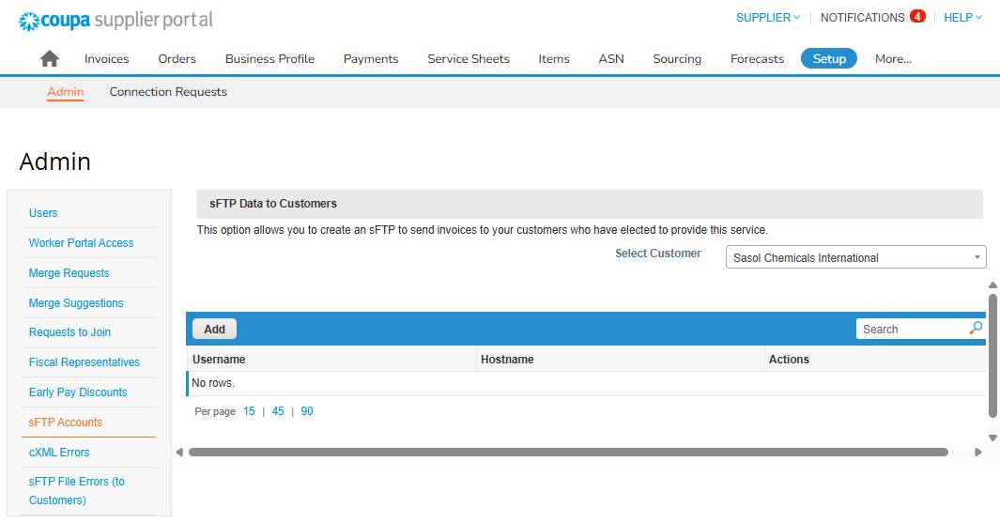 coupa supplier portal
SUPPLIER NOTIFICATIONS 4 HELP
Invoices Orders Business Profile Payments Service Sheets Items ASN Sourcing Forecasts Setup More...
Admin Connection Requests
Admin
Users
Worker Portal Access
Merge Requests
Merge Suggestions
Requests to Join
Fiscal Representatives
Early Pay Discounts
sFTP Accounts
cXML Errors
sFTP File Errors (to
Customers)
sFTP Data to Customers
This option allows you to create an sFTP to send invoices to your customers who have elected to provide this service.
Select Customer Sasol Chemicals International
Add Search
Username Hostname Actions
No rows.
Per page 15 | 45 | 90